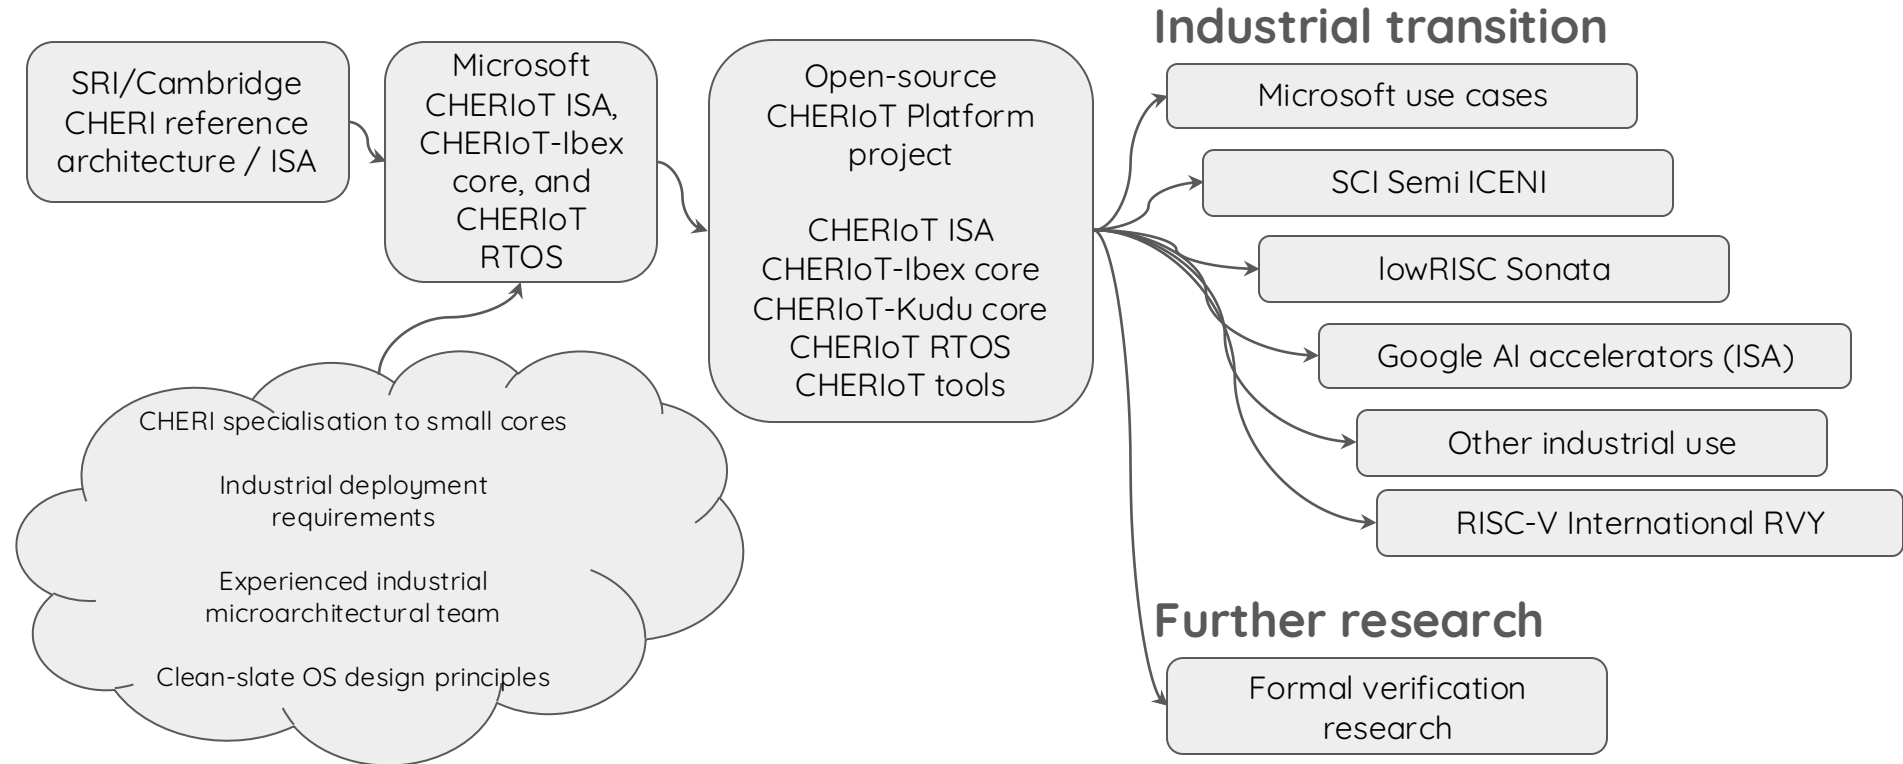 SRI/Cambridge
CHERI reference
architecture / ISA
Microsoft
CHERIoT ISA,
CHERIoT-Ibex
core, and
CHERIoT
RTOS
Open-source
CHERIoT Platform
project
CHERIoT ISA
CHERIoT-Ibex core
CHERIoT-Kudu core
CHERIoT RTOS
CHERIoT tools
Industrial transition
Microsoft use cases
SCI Semi ICENI
lowRISC Sonata
Google AI accelerators (ISA)
Other industrial use
RISC-V International RVY
Further research
Formal verification
research
CHERI specialisation to small cores
Industrial deployment
requirements
Experienced industrial
microarchitectural team
Clean-slate OS design principles